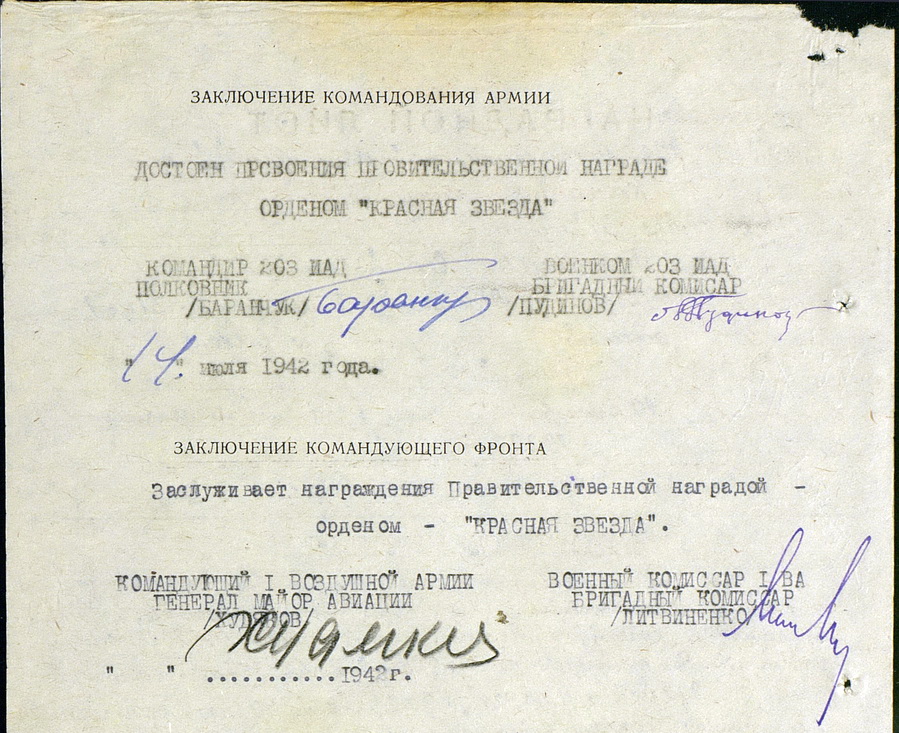 ЗАКЛЮЧЕНИЕ КОМАНДОВАНИЯ АРМИИ
ДОСТОЕН ПРСВОЕНИЯ ПРОВИТЕЛЬСТВЕННОЙ НАГРАДЕ
ОРДЕНОМ "КРАСНАЯ ЗВЕЗДА"
КОМАНДИР 203 ИАД ВОЕНКОМ 203 ИАД
ПОЛКОВНИК БРИГАДНЫЙ КОМИСАР
/БАРАНЧУК/ /ПУДИНОВ/
"14." июля 1942 года.
ЗАКЛЮЧЕНИЕ КОМАНДУЮЩЕГО ФРОНТА
Заслуживает награждения Правительственной наградой -
орденом - "КРАСНАЯ ЗВЕЗДА".
КОМАНДУЮЩИЙ I ВОЗДУШНОЙ АРМИИ ВОЕННЫЙ КОМИССАР I ВА
ГЕНЕРАЛ МАЙОР АВИАЦИИ БРИГАДНЫЙ КОМИССАР
/ХУДЯКОВ /ЛИТВИНЕНКО
" " ............1942г.